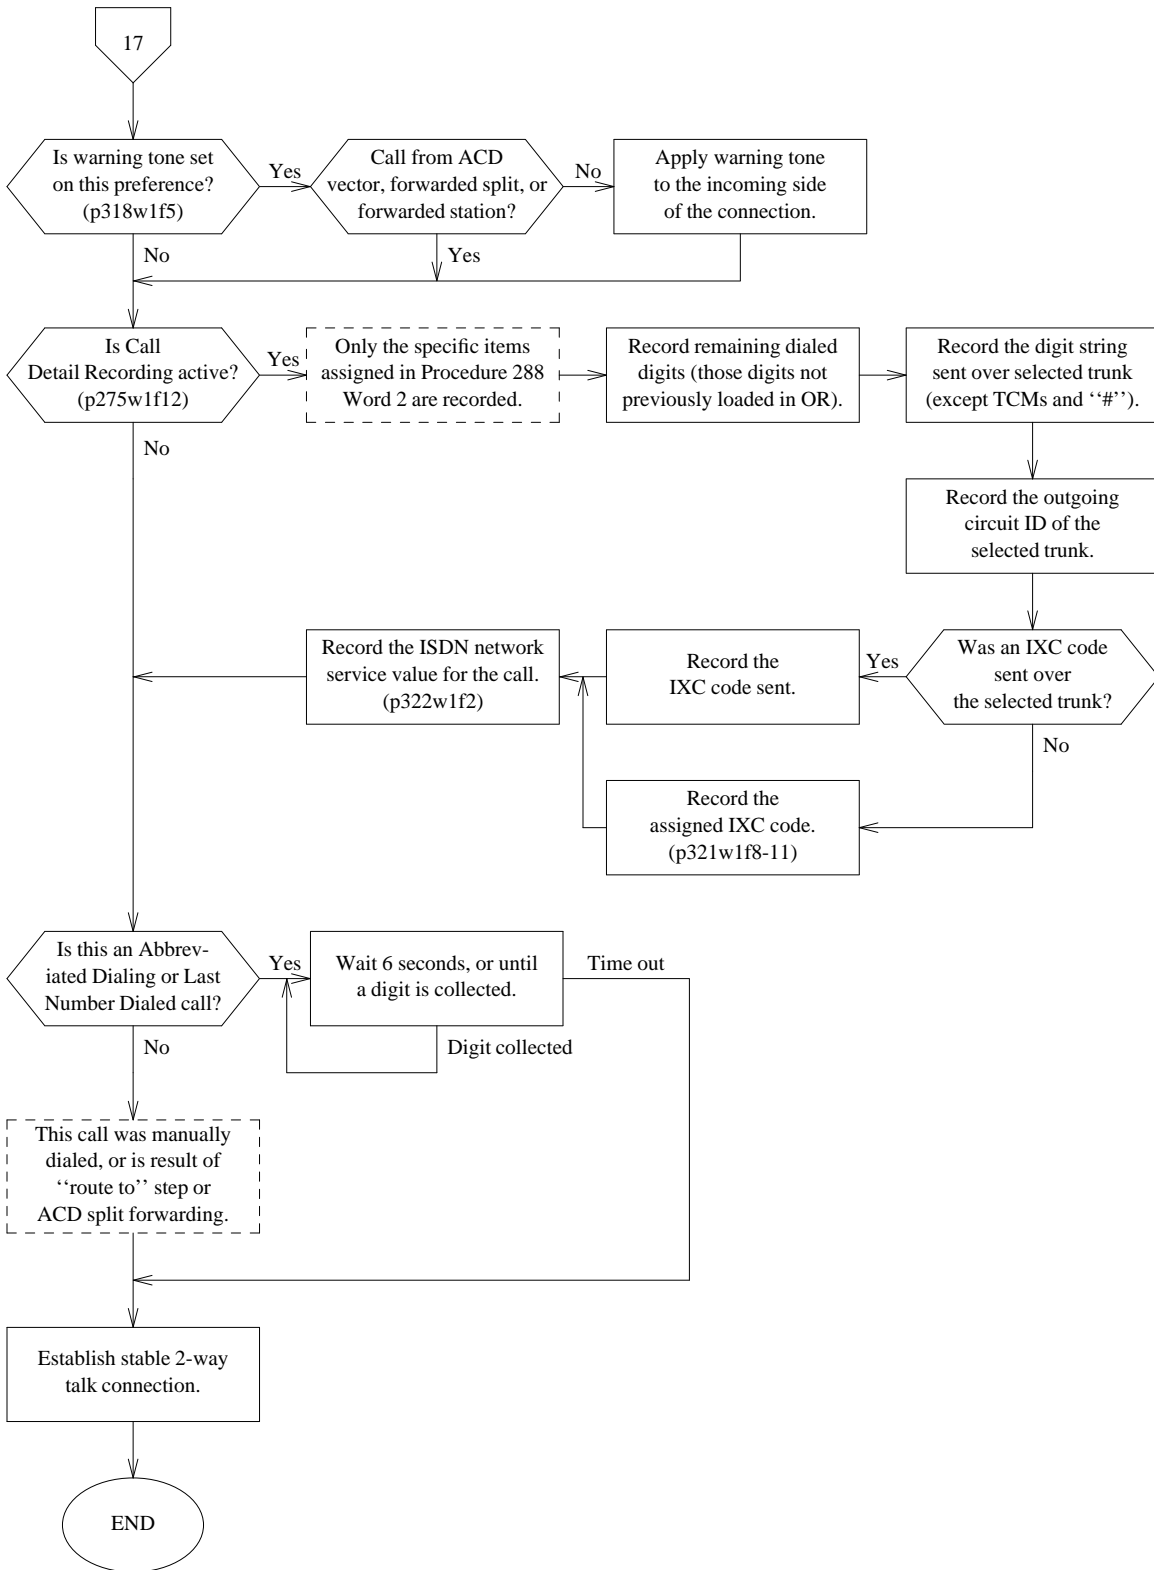 17
Is warning tone set
on this preference?
(p318w1f5)
Yes
Call from ACD
vector, forwarded split, or
forwarded station?
No
Apply warning tone
to the incoming side
of the connection.
No
Yes
Is Call
Detail Recording active?
(p275w1f12)
Yes
Only the specific items
assigned in Procedure 288
Word 2 are recorded.
Record remaining dialed
digits (those digits not
previously loaded in OR).
Record the digit string
sent over selected trunk
(except TCMs and ‘‘#’’).
No
Record the outgoing
circuit ID of the
selected trunk.
Was an IXC code
sent over
the selected trunk?
Yes
Record the
IXC code sent.
Record the ISDN network
service value for the call.
(p322w1f2)
No
Record the
assigned IXC code.
(p321w1f8-11)
Is this an Abbrev-
iated Dialing or Last
Number Dialed call?
Yes
Wait 6 seconds, or until
a digit is collected.
Time out
Digit collected
No
This call was manually
dialed, or is result of
‘‘route to’’ step or
ACD split forwarding.
Establish stable 2-way
talk connection.
END